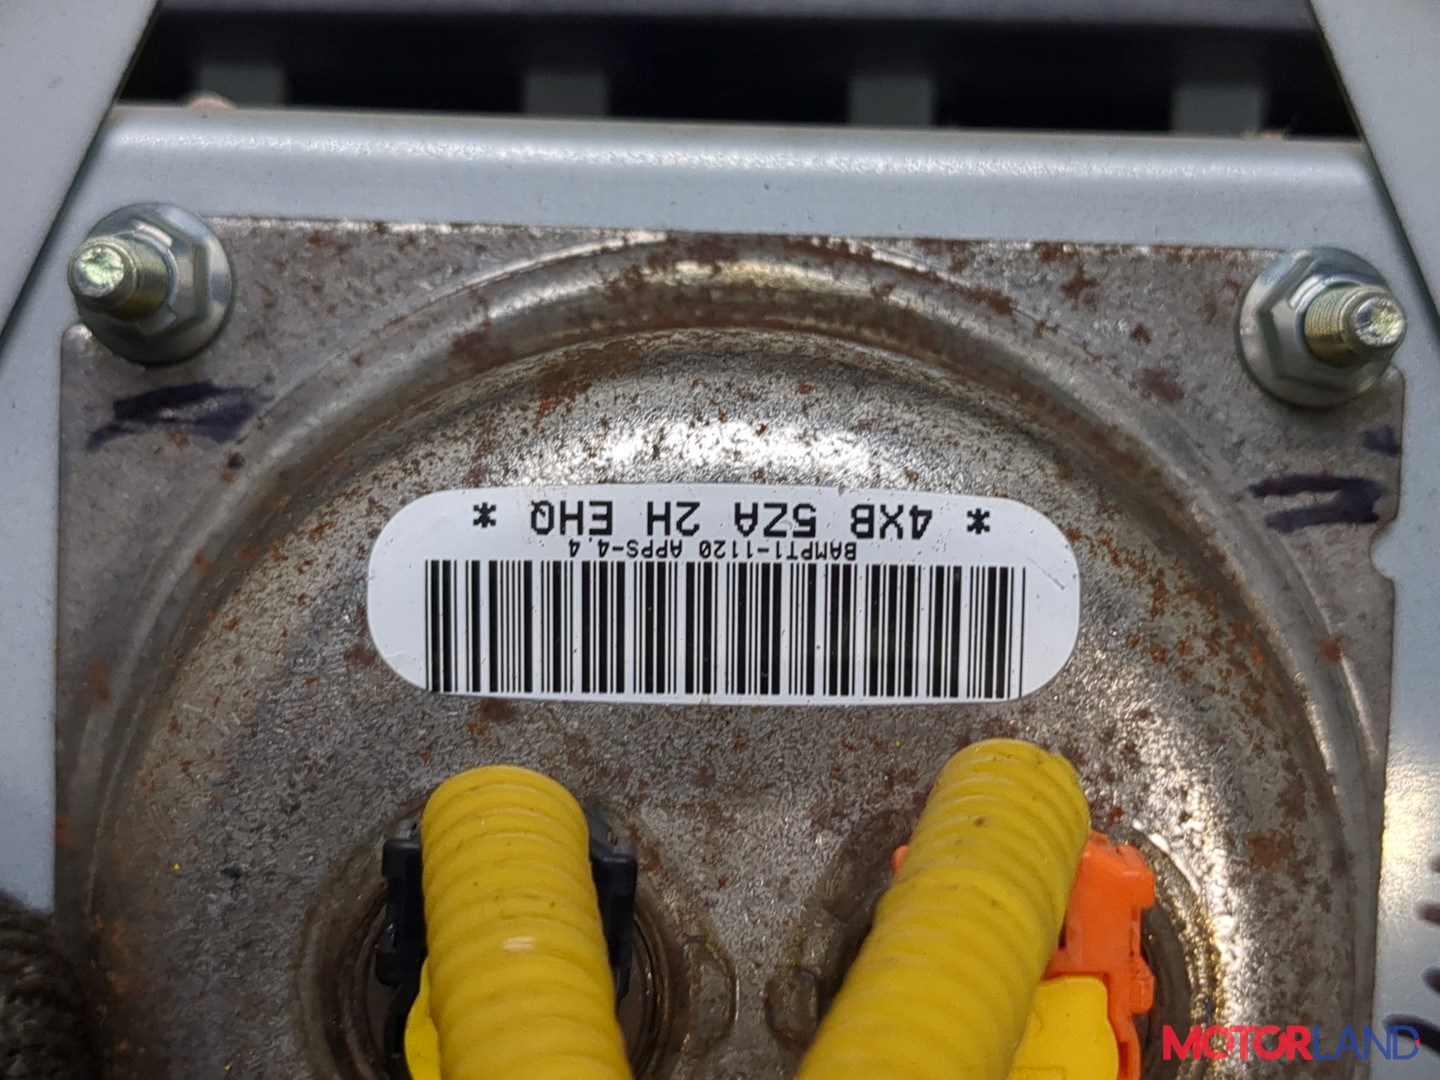 * 4XB 5ZA 2H EHQ *
BAMPT1-1120 APPS-4.4
MOTORLAND